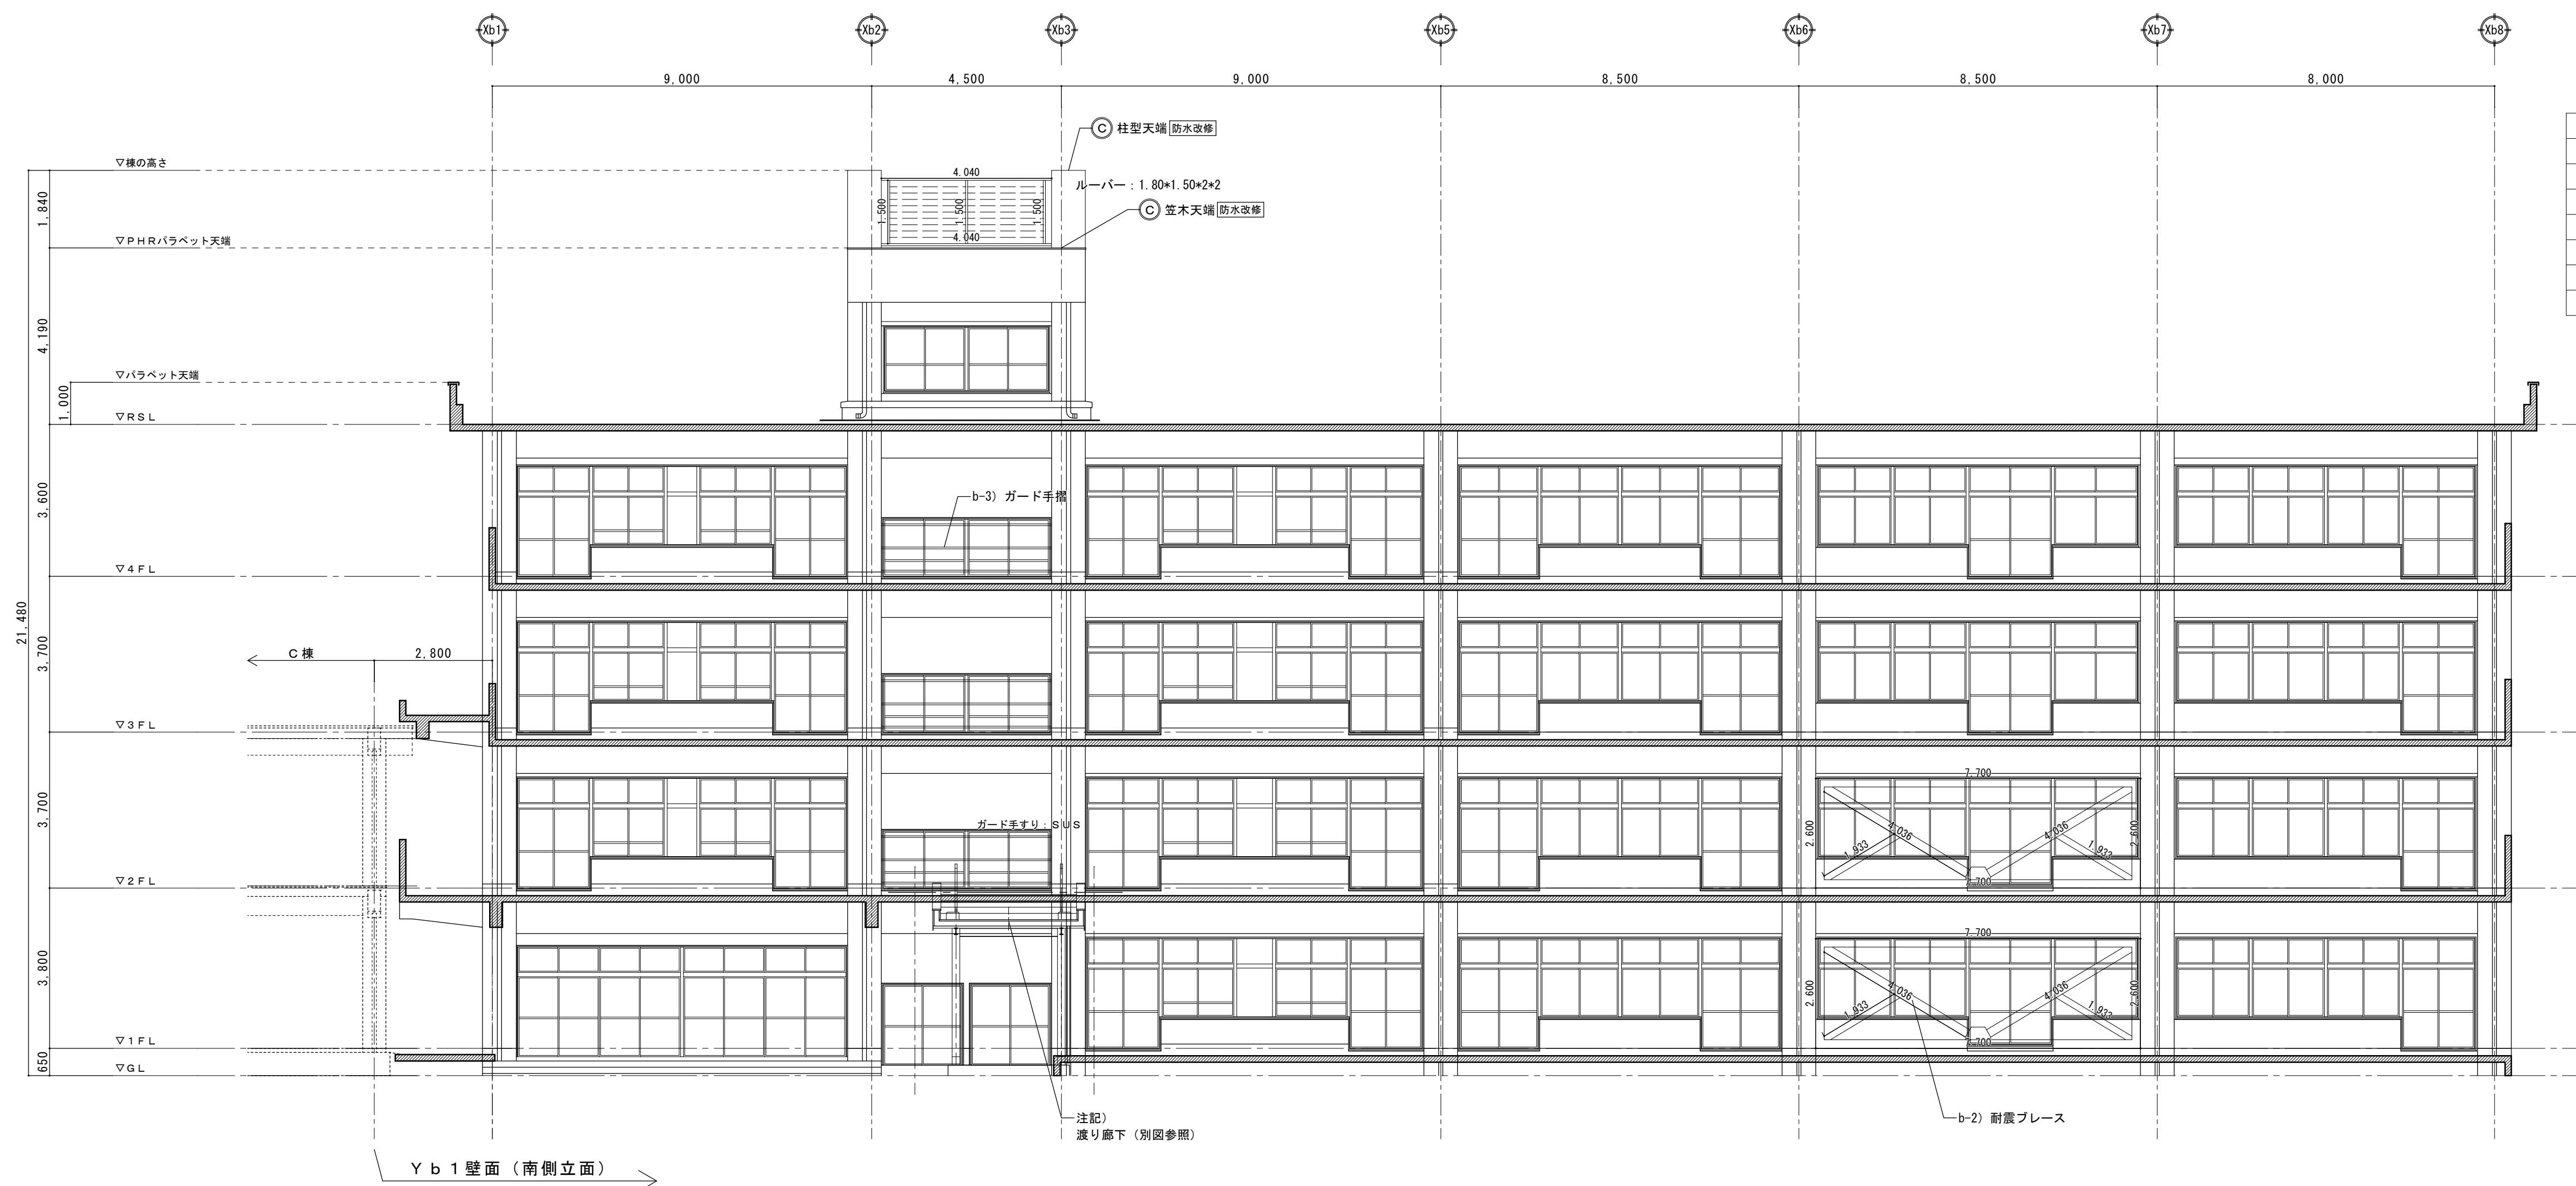 Xb1 Xb2 Xb3 Xb5 Xb6 Xb7 Xb8
9,000 4,500 9,000 8,500 8,500 8,000
Ⓒ 柱型天端 防水改修
▽棟の高さ
4.040
ルーバー：1.80*1.50*2*2
1,840
1.500 1.500 1.500
Ⓒ 笠木天端 防水改修
4.040
▽PHRパラペット天端
4,190
▽パラペット天端
1,000
▽RSL
3,600
b-3) ガード手摺
▽4FL
21,480
3,700
C棟
2,800
▽3FL
7.700
3,700
ガード手すり：SUS
2.600 4.036 1.933 4.036 1.933 2.600
▽2FL
7.700
7.700
3,800
2.600 4.036 1.933 4.036 1.933 2.600
▽1FL
7.700
650
▽GL
注記)
渡り廊下（別図参照）
b-2) 耐震ブレース
Yb1壁面（南側立面）